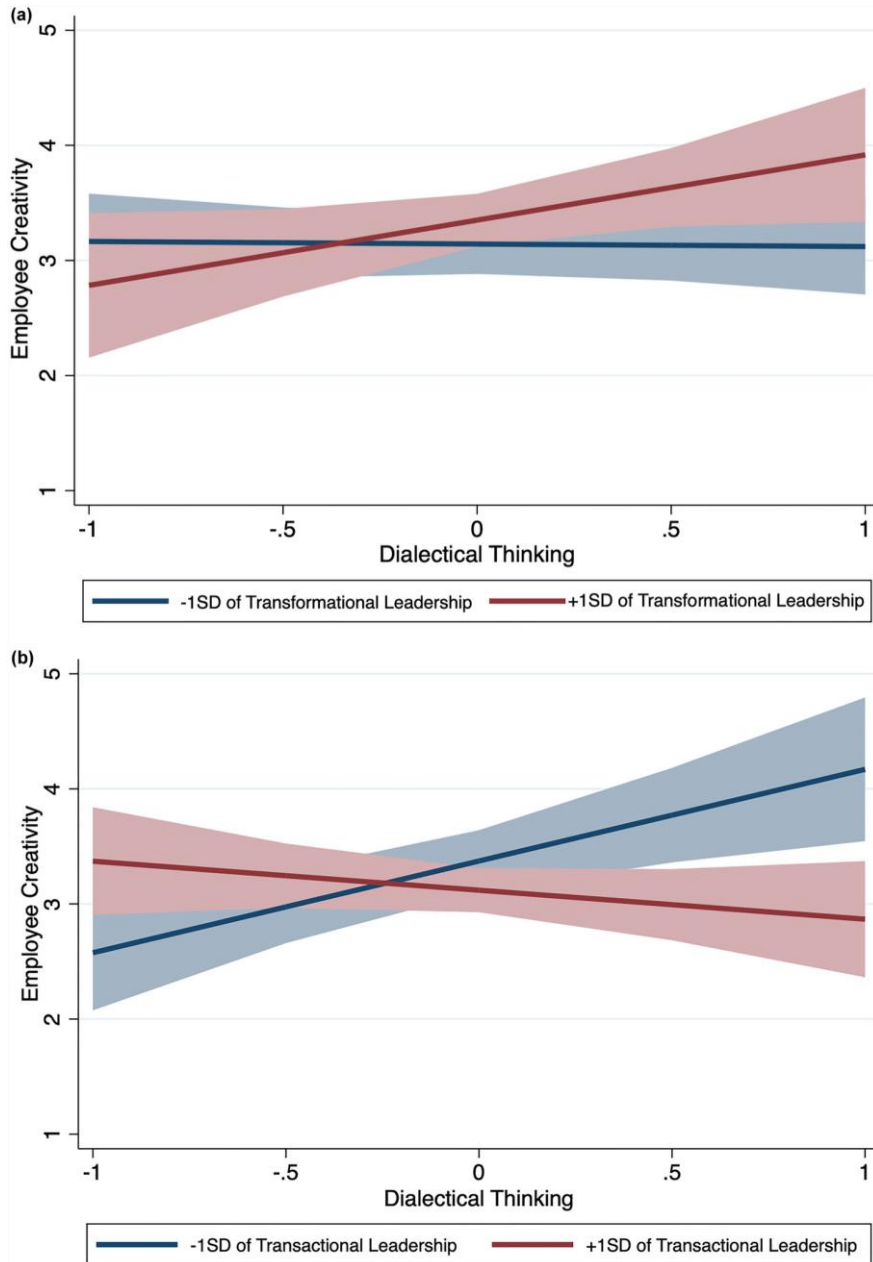 (a)
5
4
3
2
1
Employee Creativity
-1
-.5
0
.5
1
Dialectical Thinking
-1SD of Transformational Leadership
+1SD of Transformational Leadership
(b)
5
4
3
2
1
Employee Creativity
-1
-.5
0
.5
1
Dialectical Thinking
-1SD of Transactional Leadership
+1SD of Transactional Leadership